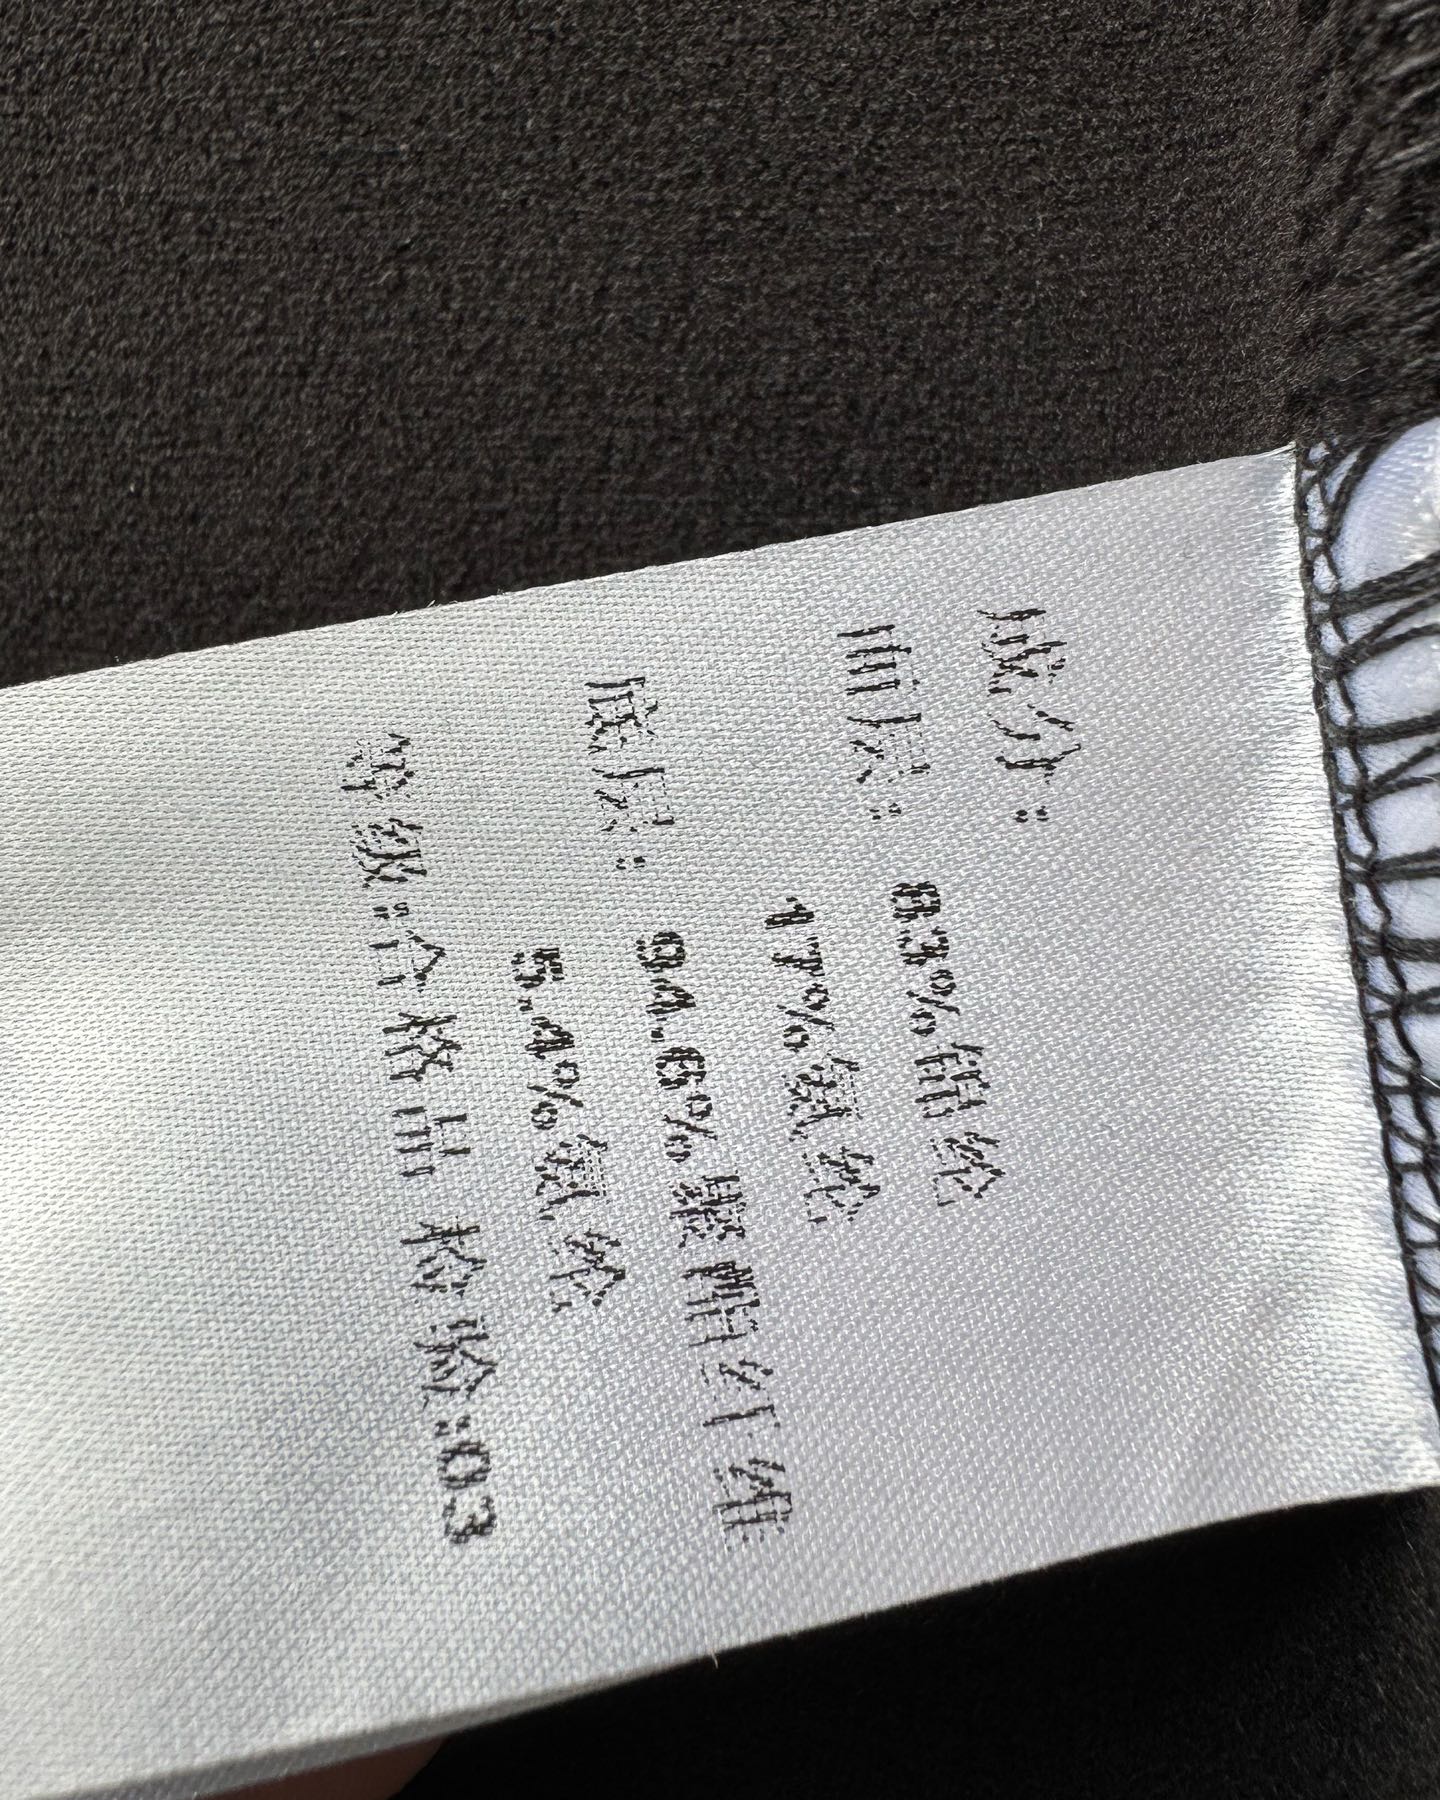 成分:
面层:
83%锦纶
17%氨纶
底层:
94.6%聚酯纤维
5.4%氨纶
等级:合格品 检验:03